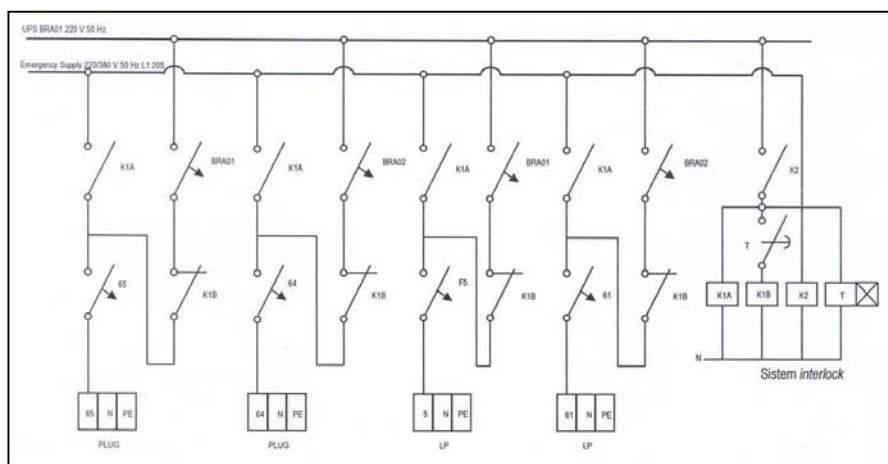 UPS BRA01 220 V 50 Hz
Emergency Supply 220/380 V 50 Hz L1 205
K1A
BRA01
K1A
BRA02
K1A
BRA01
K1A
BRA02
K2
T
65
K1B
64
K1B
F5
K1B
61
K1B
K1A
K1B
K2
T
N
Sistem interlock
65 N PE
64 N PE
5 N PE
61 N PE
PLUG
PLUG
LP
LP